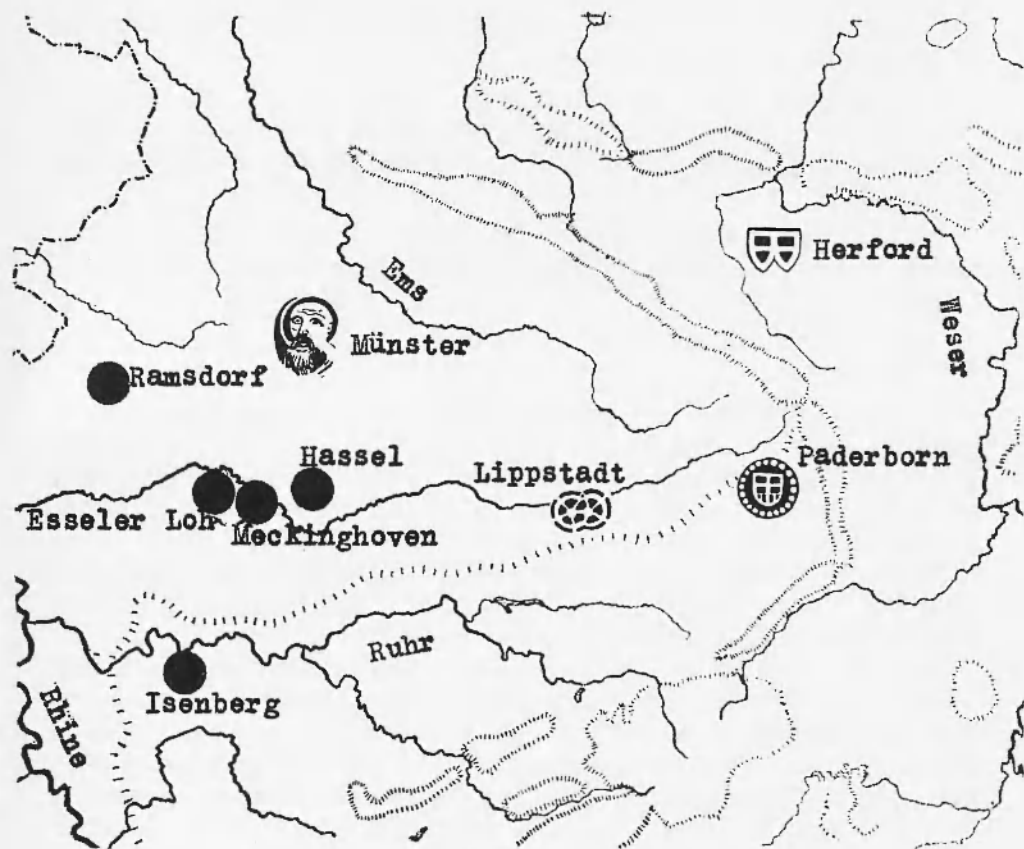 Herford
Ems
Weser
Münster
Ramsdorf
Hassel
Lippstadt
Paderborn
Esseler Loh
Meckinghoven
Ruhr
Isenberg
Rhine